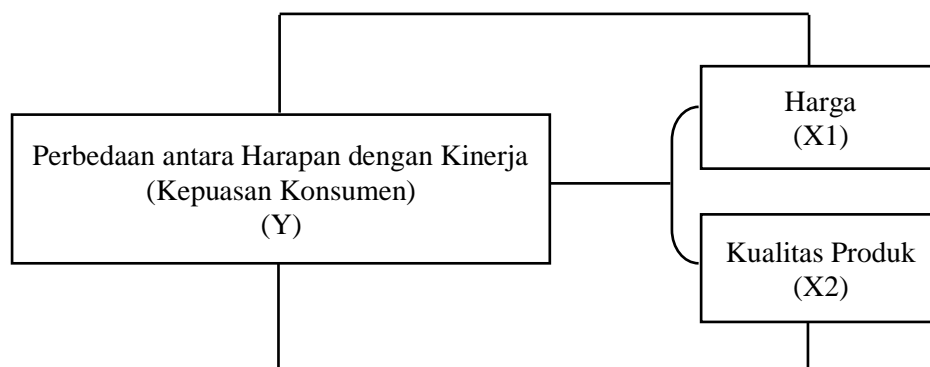 Harga
(X1)
Perbedaan antara Harapan dengan Kinerja
(Kepuasan Konsumen)
(Y)
Kualitas Produk
(X2)